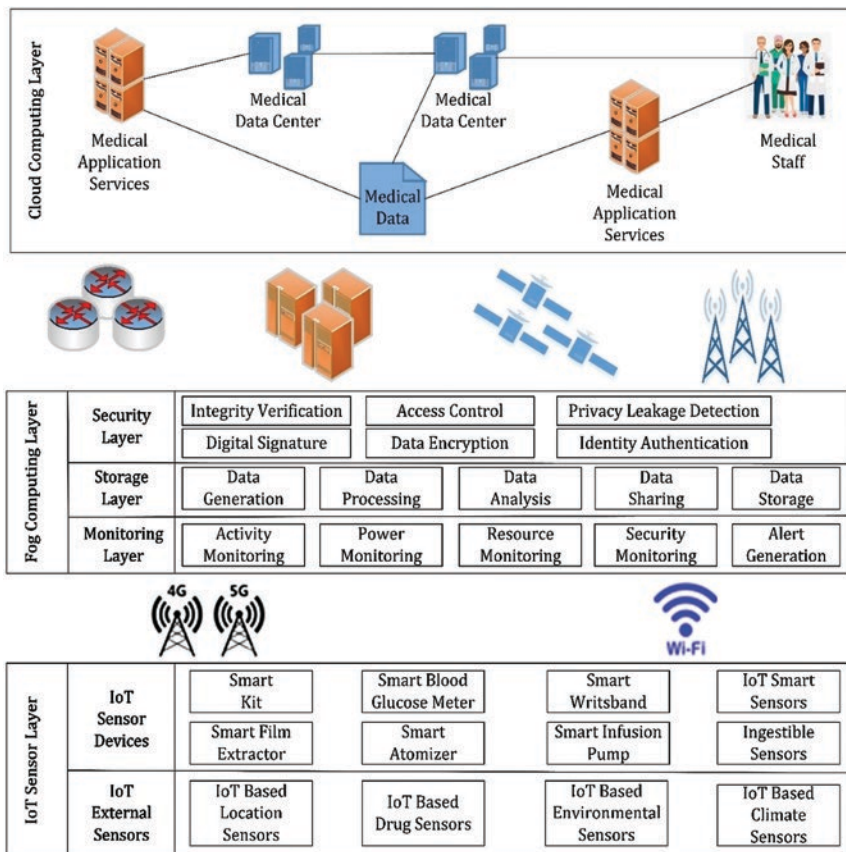 Cloud Computing Layer
Medical
Application
Services
Medical
Data Center
Medical
Data Center
Medical
Data
Medical
Application
Services
Medical
Staff
Fog Computing Layer
Security
Layer
Integrity Verification
Access Control
Privacy Leakage Detection
Digital Signature
Data Encryption
Identity Authentication
Storage
Layer
Data
Generation
Data
Processing
Data
Analysis
Data
Sharing
Data
Storage
Monitoring
Layer
Activity
Monitoring
Power
Monitoring
Resource
Monitoring
Security
Monitoring
Alert
Generation
4G
5G
Wi-Fi
IoT Sensor Layer
IoT
Sensor
Devices
Smart
Kit
Smart Blood
Glucose Meter
Smart
Writsband
IoT Smart
Sensors
Smart Film
Extractor
Smart
Atomizer
Smart Infusion
Pump
Ingestible
Sensors
IoT
External
Sensors
IoT Based
Location
Sensors
IoT Based
Drug Sensors
IoT Based
Environmental
Sensors
IoT Based
Climate
Sensors